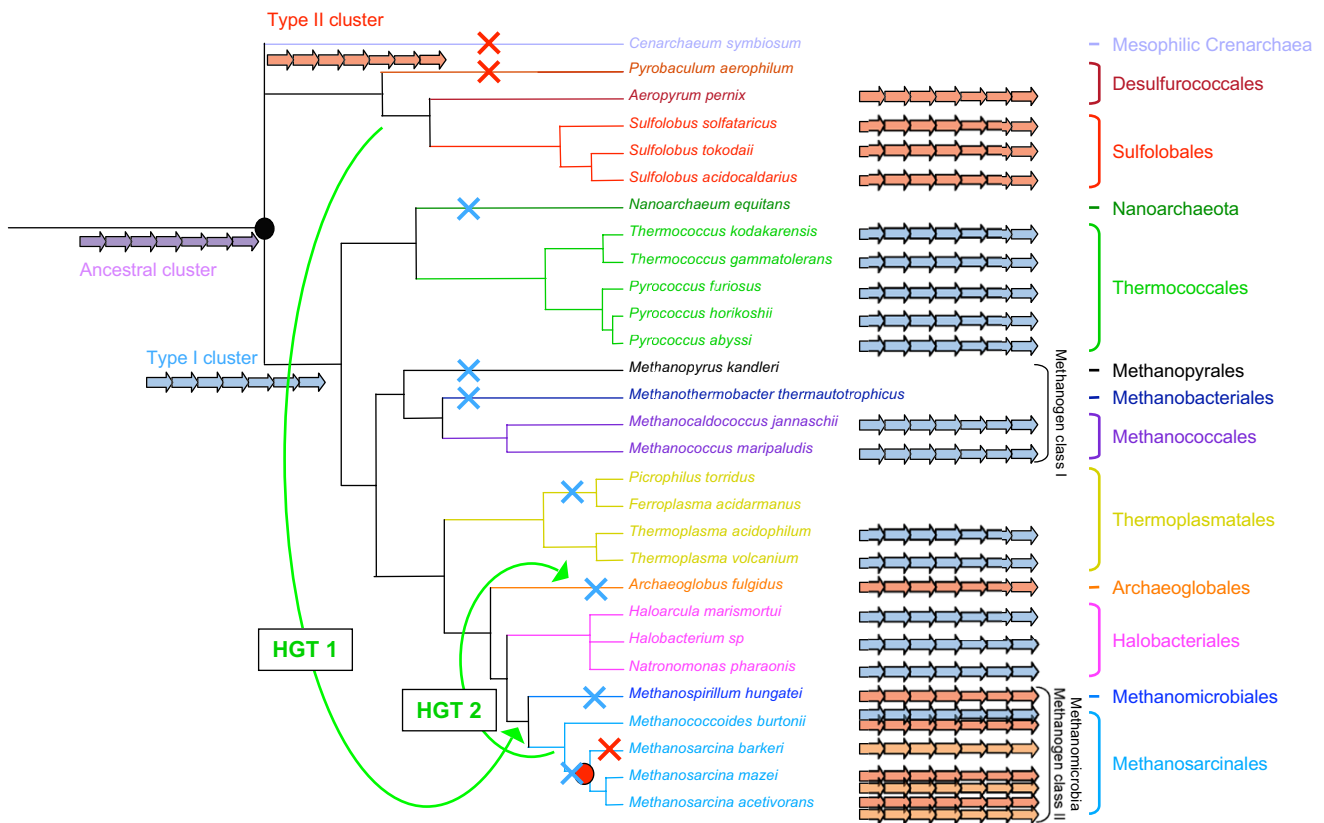 Type II cluster
Cenarchaeum symbiosum
Mesophilic Crenarchaea
Pyrobaculum aerophilum
Desulfurococcales
Aeropyrum pernix
Sulfolobus solfataricus
Sulfolobus tokodaii
Sulfolobales
Sulfolobus acidocaldarius
Nanoarchaeum equitans
Nanoarchaeota
Ancestral cluster
Thermococcus kodakarensis
Thermococcus gammatolerans
Pyrococcus furiosus
Thermococcales
Pyrococcus horikoshii
Pyrococcus abyssi
Type I cluster
Methanopyrus kandleri
Methanopyrales
Methanothermobacter thermautotrophicus
Methanobacteriales
Methanocaldococcus jannaschii
Methanococcales
Methanococcus maripaludis
Methanogen class I
Picrophilus torridus
Ferroplasma acidarmanus
Thermoplasmatales
Thermoplasma acidophilum
Thermoplasma volcanium
Archaeoglobus fulgidus
Archaeoglobales
Haloarcula marismortui
Halobacterium sp
Halobacteriales
Natronomonas pharaonis
HGT 1
HGT 2
Methanospirillum hungatei
Methanomicrobiales
Methanococcoides burtonii
Methanosarcina barkeri
Methanosarcinales
Methanosarcina mazei
Methanosarcina acetivorans
Methanomicrobia
Methanogen class II